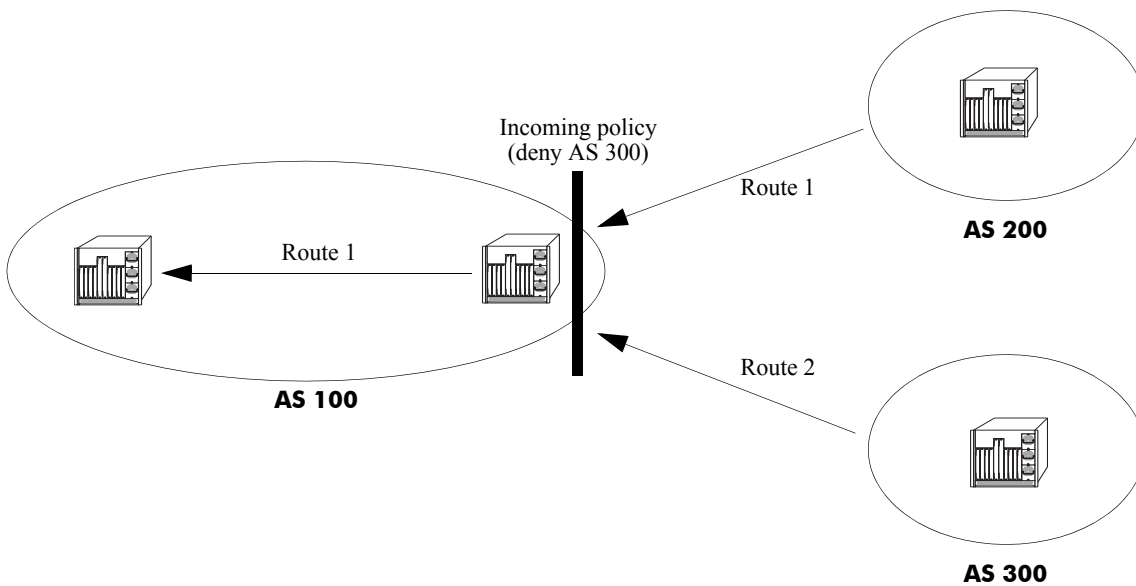 Incoming policy
(deny AS 300)
Route 1
AS 200
Route 1
AS 100
Route 2
AS 300